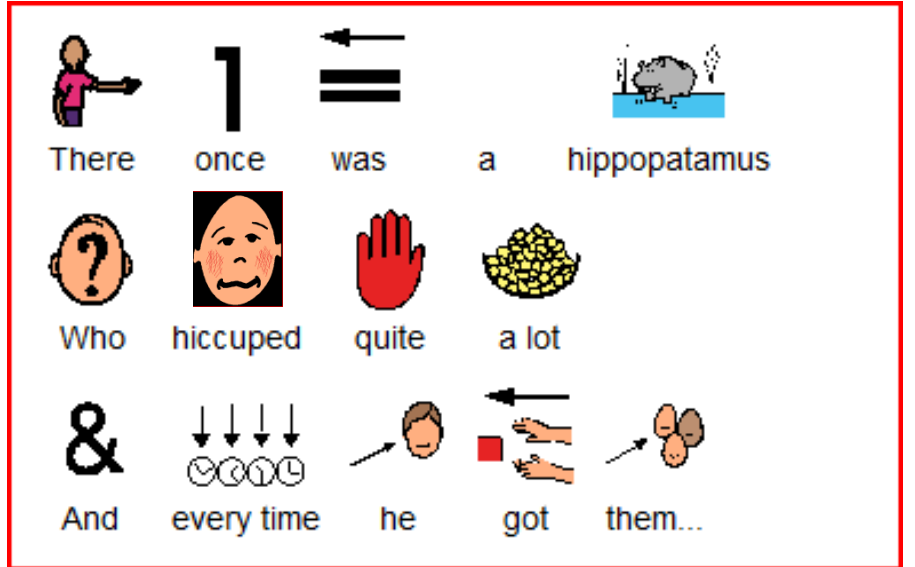 There once was a hippopatamus
Who hiccuped quite a lot
And every time he got them...